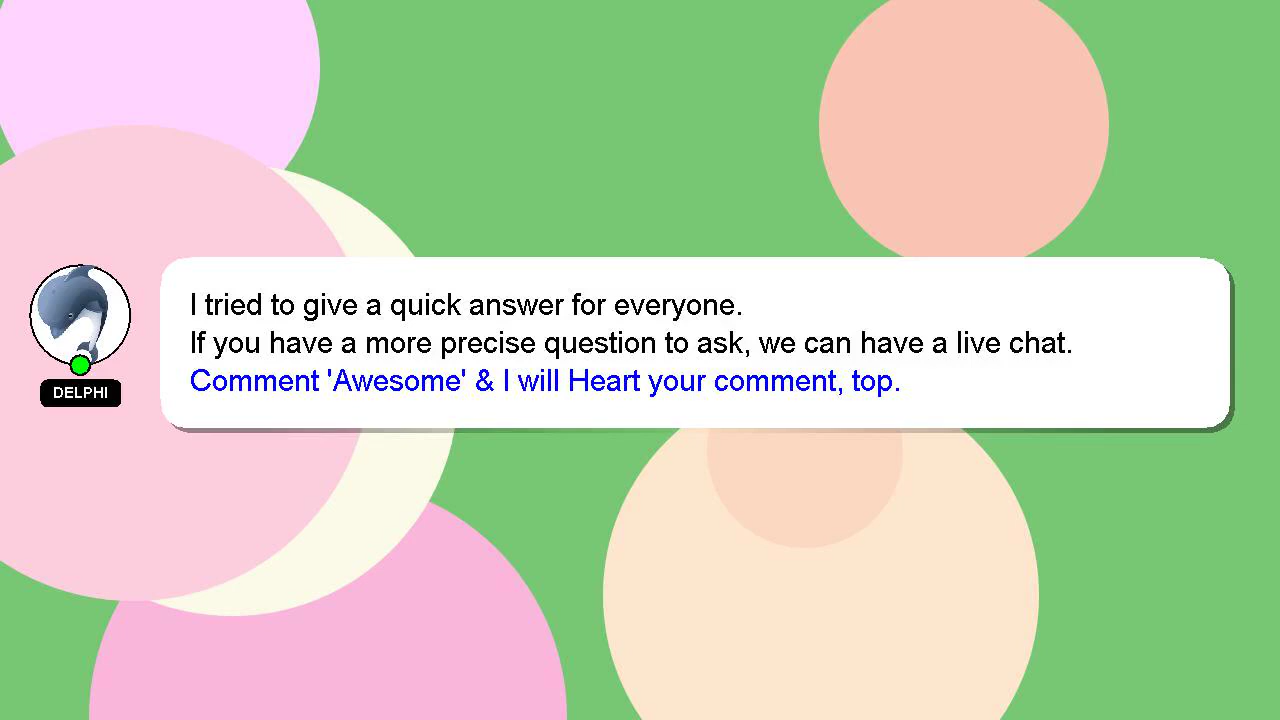 I tried to give a quick answer for everyone.
If you have a more precise question to ask, we can have a live chat.
Comment 'Awesome' & I will Heart your comment, top.
DELPHI